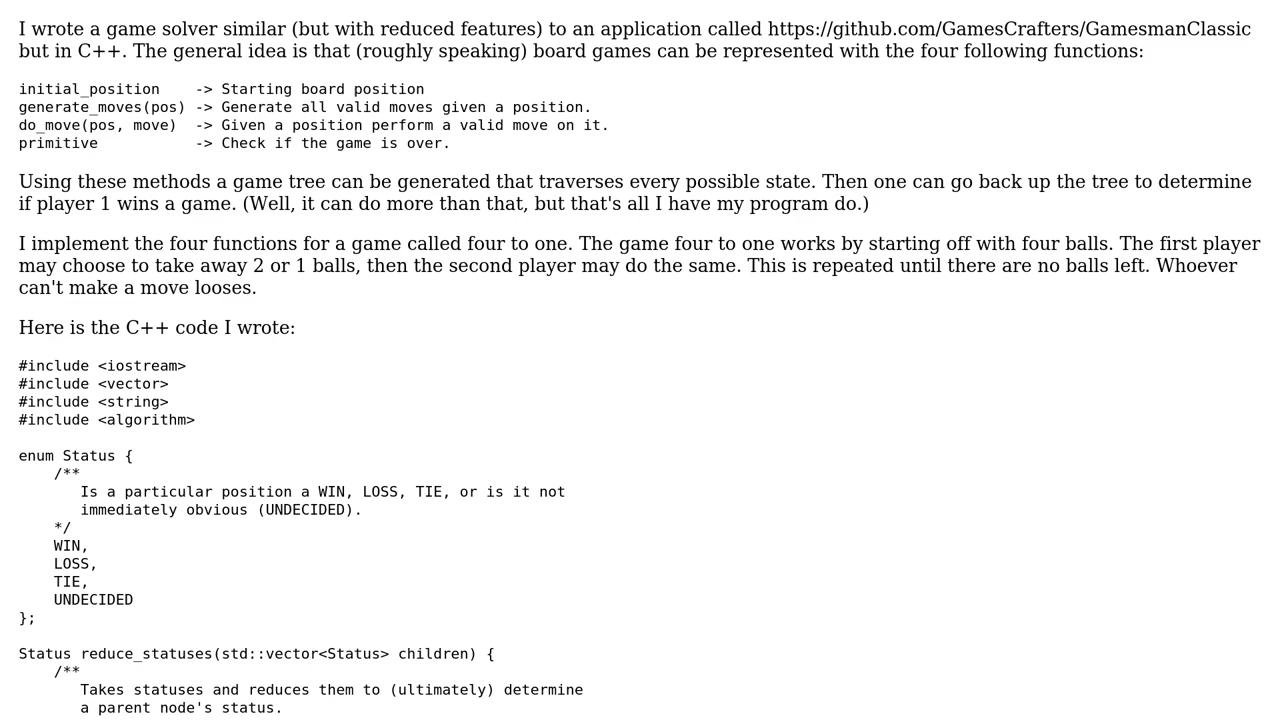 I wrote a game solver similar (but with reduced features) to an application called https://github.com/GamesCrafters/GamesmanClassic
but in C++. The general idea is that (roughly speaking) board games can be represented with the four following functions:
initial_position    -> Starting board position
generate_moves(pos) -> Generate all valid moves given a position.
do_move(pos, move)  -> Given a position perform a valid move on it.
primitive           -> Check if the game is over.
Using these methods a game tree can be generated that traverses every possible state. Then one can go back up the tree to determine
if player 1 wins a game. (Well, it can do more than that, but that's all I have my program do.)
I implement the four functions for a game called four to one. The game four to one works by starting off with four balls. The first player
may choose to take away 2 or 1 balls, then the second player may do the same. This is repeated until there are no balls left. Whoever
can't make a move looses.
Here is the C++ code I wrote:
#include <iostream>
#include <vector>
#include <string>
#include <algorithm>
enum Status {
    /**
       Is a particular position a WIN, LOSS, TIE, or is it not
       immediately obvious (UNDECIDED).
    */
    WIN,
    LOSS,
    TIE,
    UNDECIDED
};
Status reduce_statuses(std::vector<Status> children) {
    /**
       Takes statuses and reduces them to (ultimately) determine
       a parent node's status.